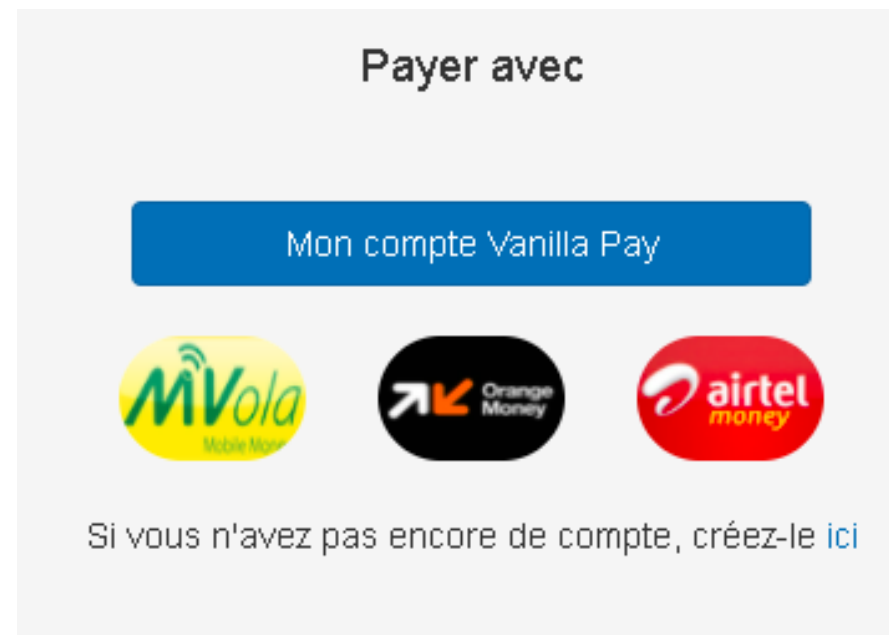 Payer avec
Mon compte Vanilla Pay
MVola
Mobile Mone
Orange
Money
airtel
money
Si vous n'avez pas encore de compte, créez-le ici